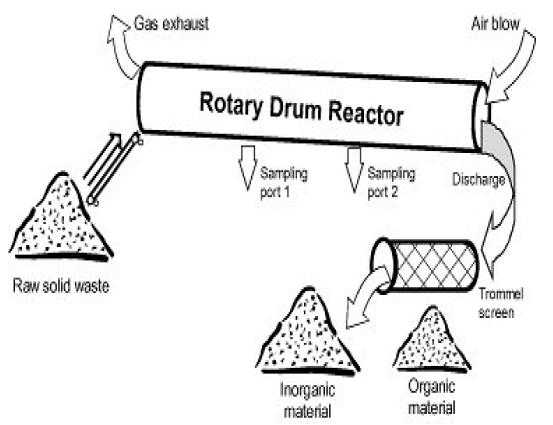 Gas exhaust
Air blow
Rotary Drum Reactor
Sampling
port 1
Sampling
port 2
Discharge
Raw solid waste
Trommel
screen
Inorganic
material
Organic
material